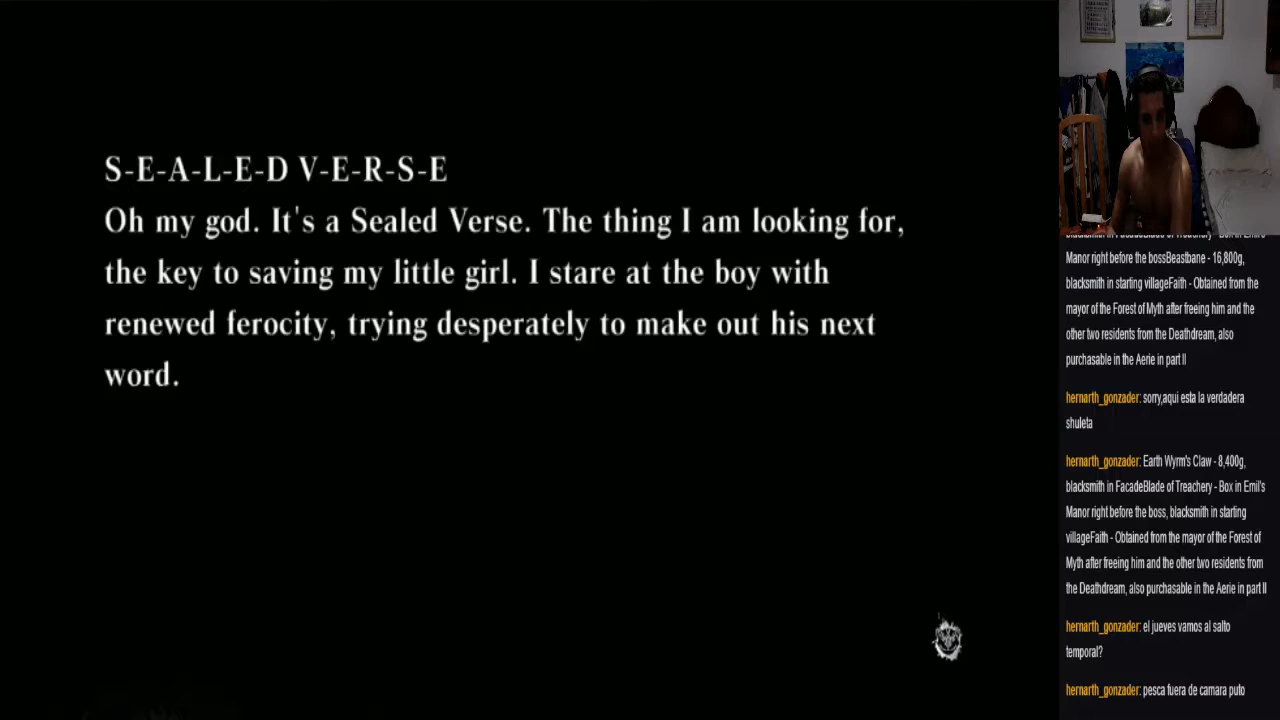 S-E-A-L-E-D V-E-R-S-E
Oh my god. It's a Sealed Verse. The thing I am looking for,
the key to saving my little girl. I stare at the boy with
renewed ferocity, trying desperately to make out his next
word.
Manor right before the bossBeastbane - 16,800g,
blacksmith in starting villageFaith - Obtained from the
mayor of the Forest of Myth after freeing him and the
other two residents from the Deathdream, also
purchasable in the Aerie in part II
hernarth_gonzader: sorry,aqui esta la verdadera
shuleta
hernarth_gonzader: Earth Wyrm's Claw - 8,400g,
blacksmith in FacadeBlade of Treachery - Box in Emil's
Manor right before the boss, blacksmith in starting
villageFaith - Obtained from the mayor of the Forest of
Myth after freeing him and the other two residents from
the Deathdream, also purchasable in the Aerie in part II
hernarth_gonzader: el jueves vamos al salto
temporal?
hernarth_gonzader: pesca fuera de camara puto